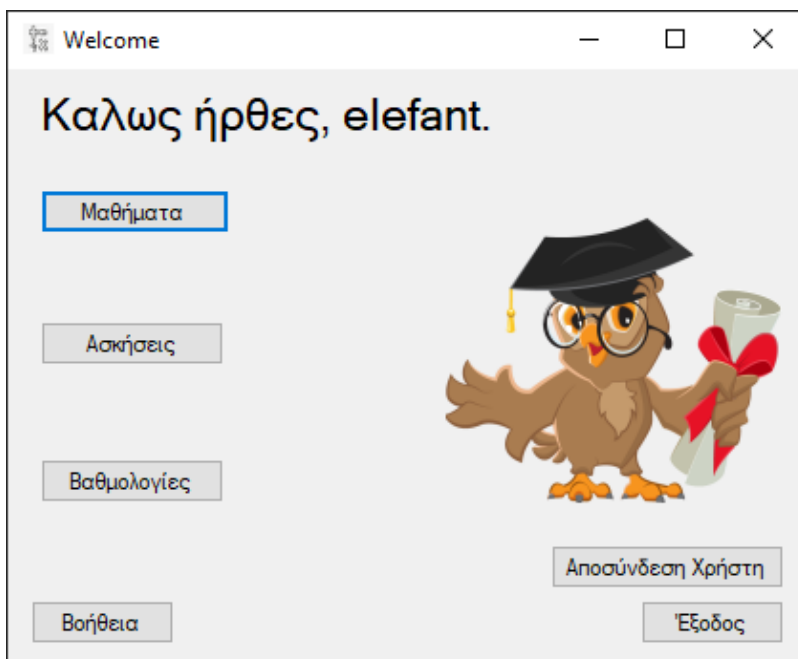 Welcome
Καλως ήρθες, elefant.
Μαθήματα
Ασκήσεις
Βαθμολογίες
Αποσύνδεση Χρήστη
Βοήθεια
Έξοδος